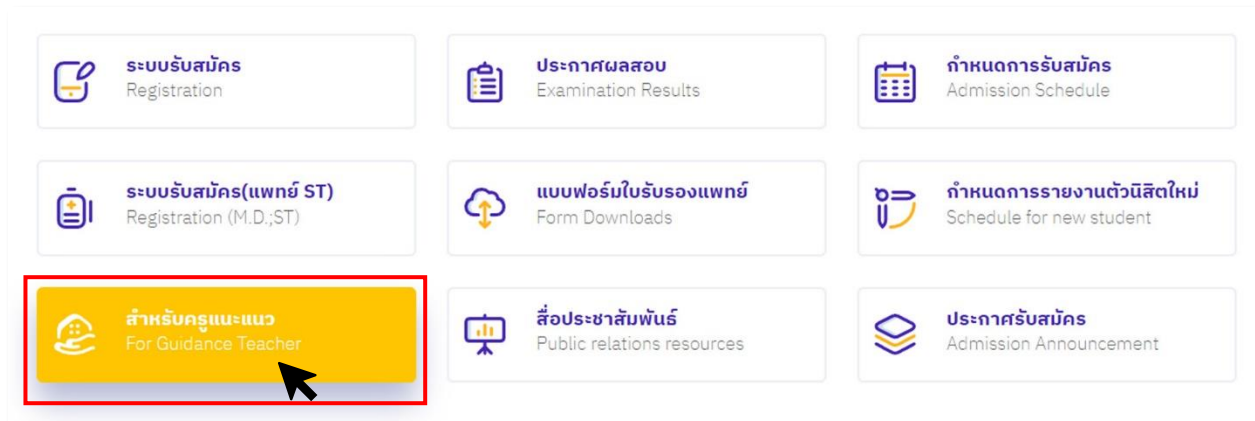 ระบบรับสมัคร
Registration
ประกาศผลสอบ
Examination Results
กำหนดการรับสมัคร
Admission Schedule
ระบบรับสมัคร(แพทย์ ST)
Registration (M.D.;ST)
แบบฟอร์มใบรับรองแพทย์
Form Downloads
กำหนดการรายงานตัวนิสิตใหม่
Schedule for new student
สำหรับครูแนะแนว
For Guidance Teacher
สื่อประชาสัมพันธ์
Public relations resources
ประกาศรับสมัคร
Admission Announcement